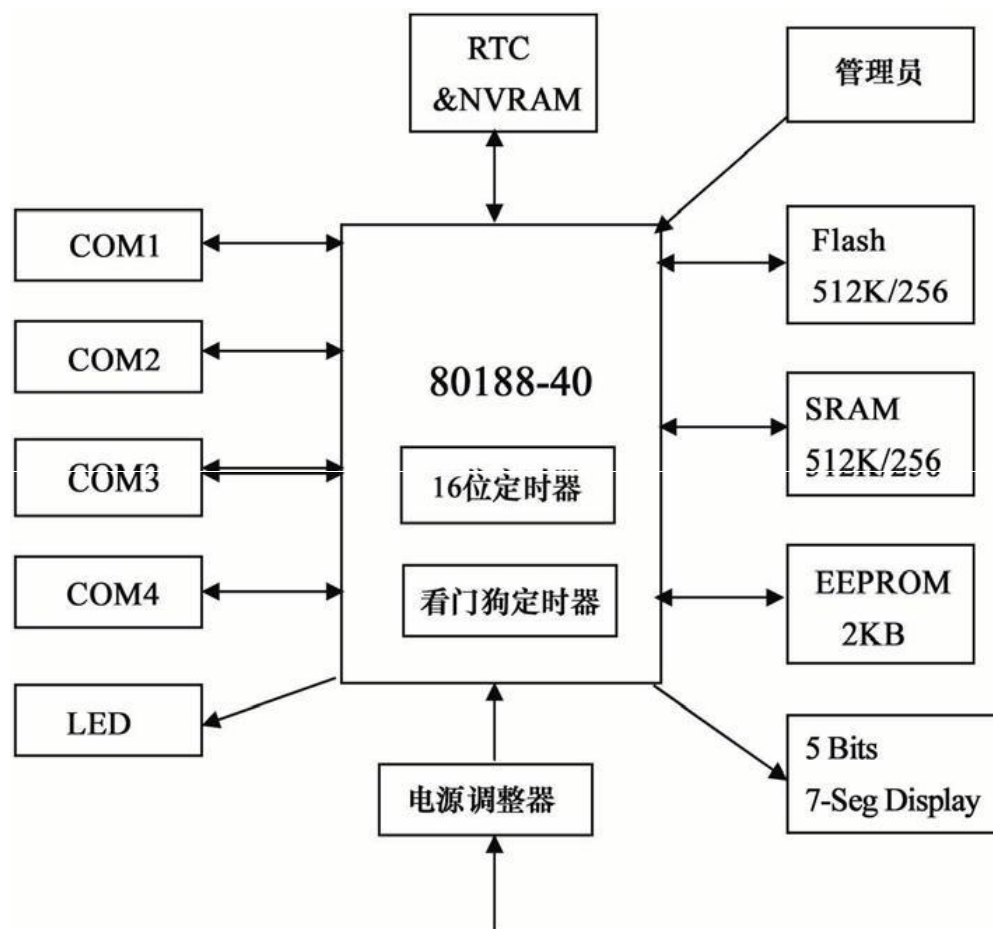 RTC
&NVRAM
管理员
COM1
Flash
512K/256
COM2
80188-40
SRAM
512K/256
COM3
16位定时器
COM4
看门狗定时器
EEPROM
2KB
LED
电源调整器
5 Bits
7-Seg Display